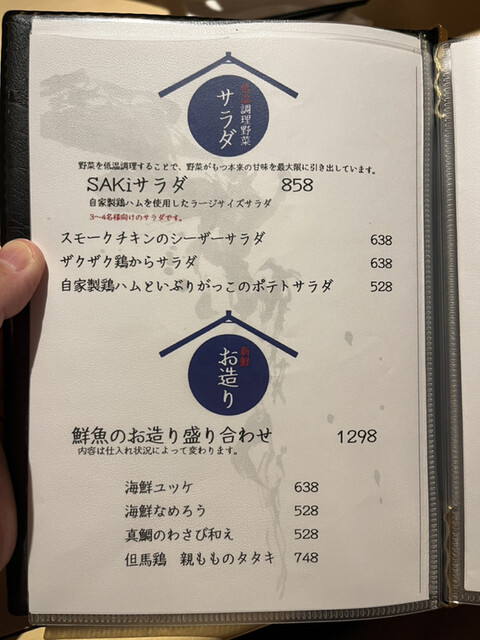 低温調理野菜
サラダ
野菜を低温調理することで、野菜がもつ本来の甘味を最大限に引き出しています。
SAKiサラダ 858
自家製鶏ハムを使用したラージサイズサラダ
3〜4名様向けのサラダです。
スモークチキンのシーザーサラダ 638
ザクザク鶏からサラダ 638
自家製鶏ハムといぶりがっこのポテトサラダ 528
新鮮
お造り
鮮魚のお造り盛り合わせ 1298
内容は仕入れ状況によって変わります。
海鮮ユッケ 638
海鮮なめろう 528
真鯛のわさび和え 528
但馬鶏 親もものタタキ 748